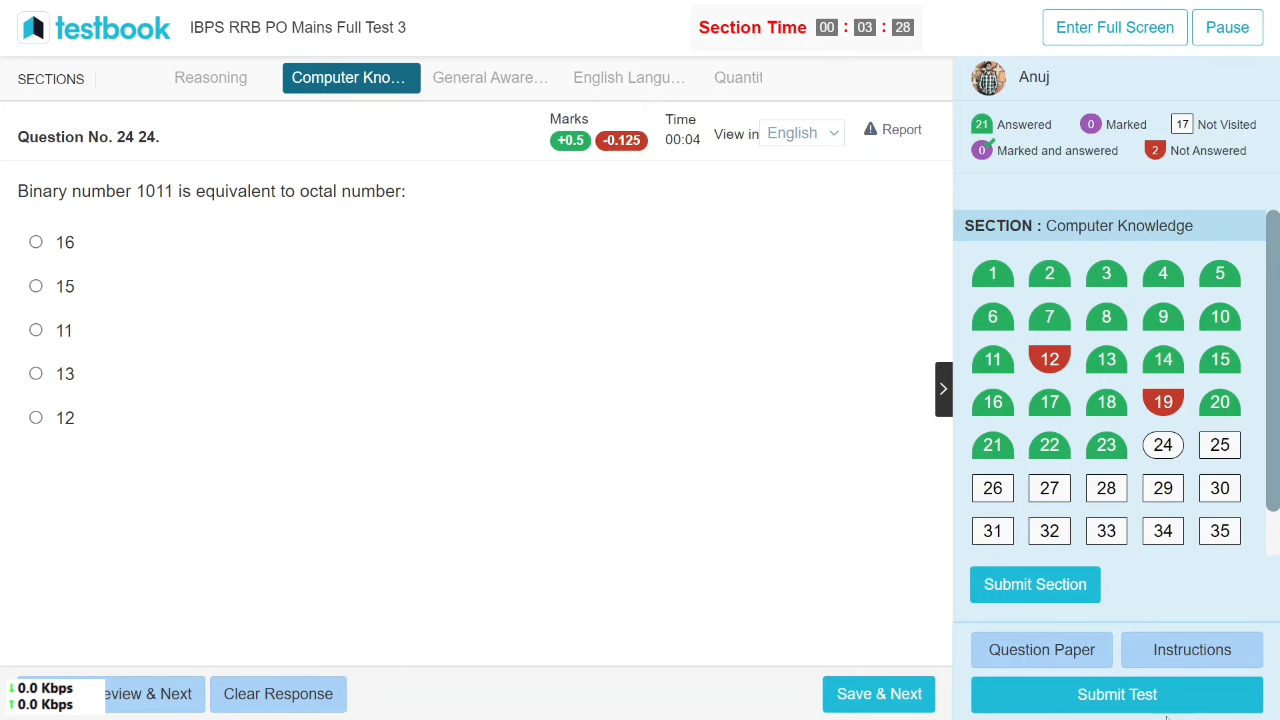 testbook IBPS RRB PO Mains Full Test 3 Section Time 00 : 03 : 28 Enter Full Screen Pause
SECTIONS Reasoning Computer Kno... General Aware... English Langu... Quantit
Anuj
Question No. 24 24.
Marks
+0.5 -0.125
Time
00:04
View in English
Report
21 Answered 0 Marked 17 Not Visited
0 Marked and answered 2 Not Answered
Binary number 1011 is equivalent to octal number:
16
15
11
13
12
SECTION : Computer Knowledge
1 2 3 4 5
6 7 8 9 10
11 12 13 14 15
16 17 18 19 20
21 22 23 24 25
26 27 28 29 30
31 32 33 34 35
Submit Section
Question Paper Instructions
↓ 0.0 Kbps
↑ 0.0 Kbps
eview & Next Clear Response Save & Next Submit Test